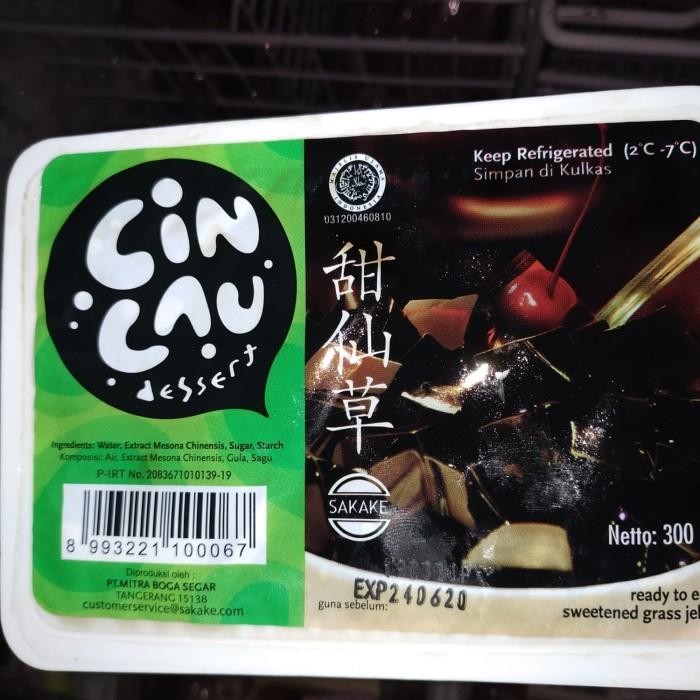 Cin
Cau
dessert
Ingredients: Water, Extract Mesona Chinensis, Sugar, Starch
Komposisi: Air, Extract Mesona Chinensis, Gula, Sagu
P-IRT No. 2083671010139-19
8 993221 100067
Diproduksi oleh :
PT.MITRA BOGA SEGAR
TANGERANG 15138
customerservice@sakake.com
Keep Refrigerated (2°C -7°C)
Simpan di Kulkas
MAJELIS ULAMA
INDONESIA
031200460810
甜仙草
SAKAKE
Netto: 300
EXP240620
guna sebelum:
ready to e
sweetened grass jel